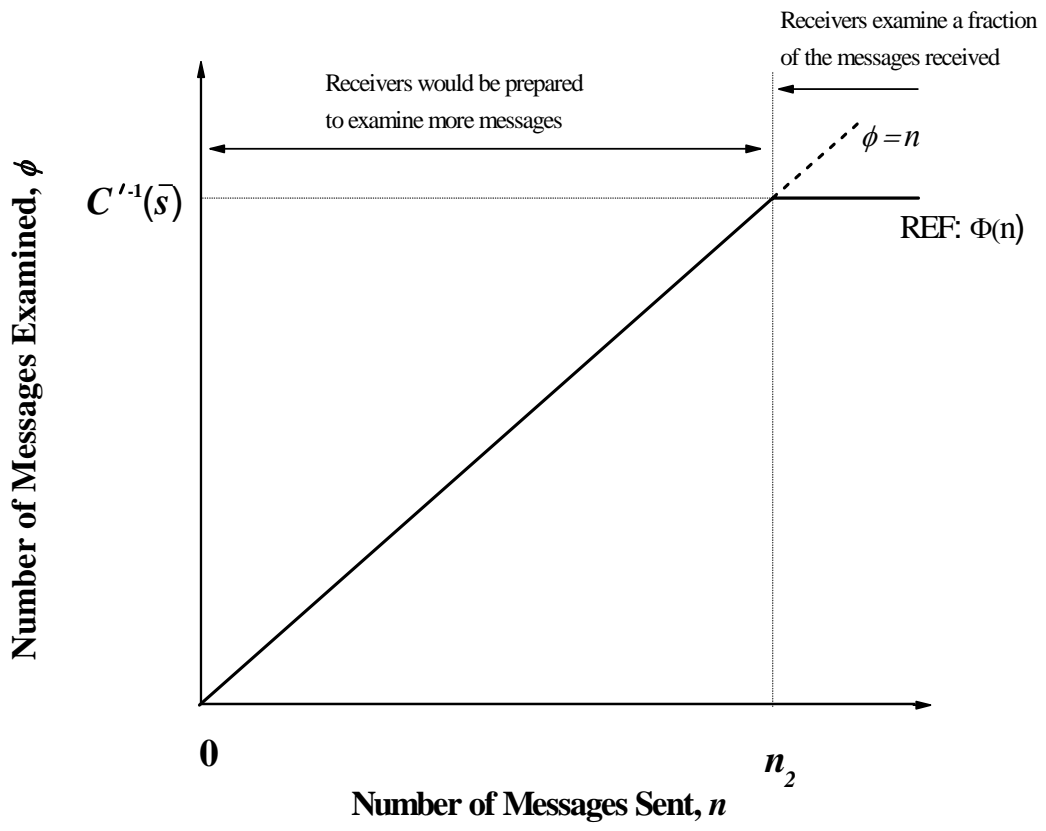 Receivers examine a fraction
of the messages received
Receivers would be prepared
to examine more messages
ϕ = n
C′⁻¹(s̄)
REF: Φ(n)
Number of Messages Examined, ϕ
0
n₂
Number of Messages Sent, n